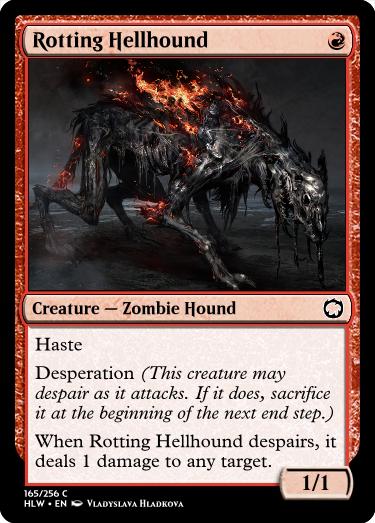 Rotting Hellhound
Creature — Zombie Hound
Haste
Desperation (This creature may
despair as it attacks. If it does, sacrifice
it at the beginning of the next end step.)
When Rotting Hellhound despairs, it
deals 1 damage to any target.
1/1
165/256 C
HLW • EN Vladyslava Hladkova